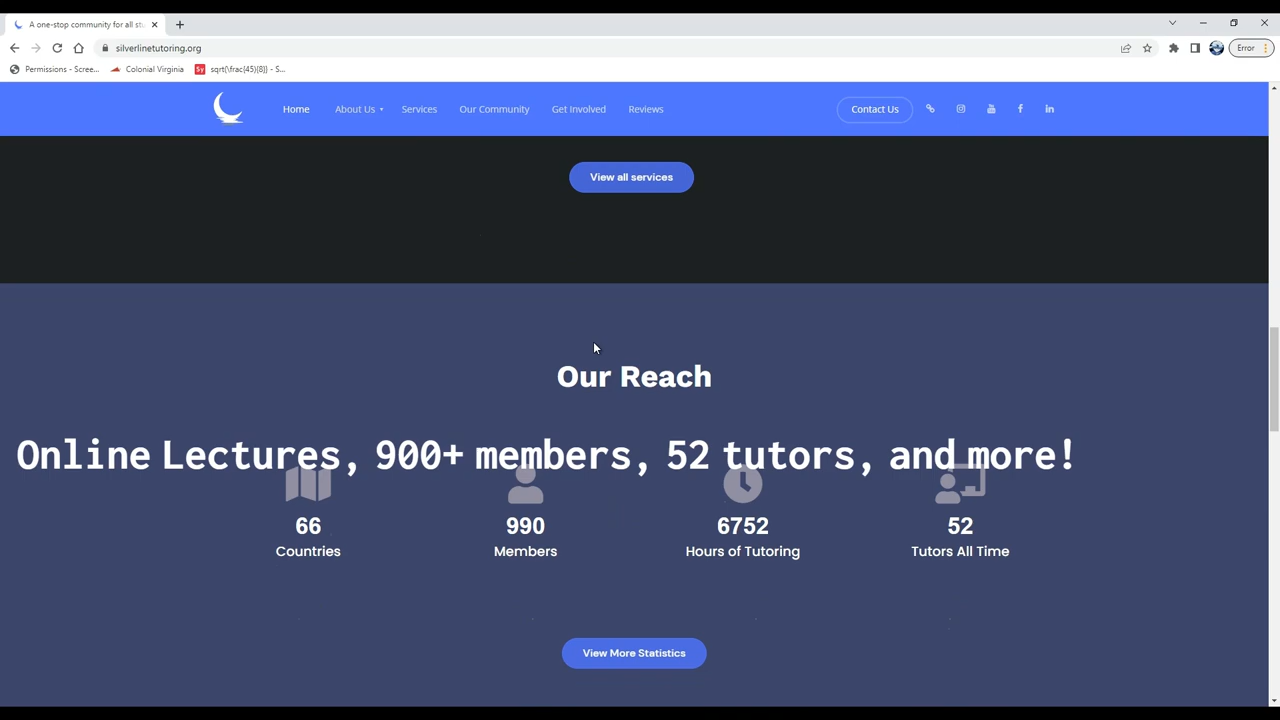 A one-stop community for all stu
silverlinetutoring.org
Error
Permissions - Scree...
Colonial Virginia
Sy
sqrt(\frac{45}{8}) - S...
Home
About Us
Services
Our Community
Get Involved
Reviews
Contact Us
View all services
Our Reach
Online Lectures, 900+ members, 52 tutors, and more!
66
990
6752
52
Countries
Members
Hours of Tutoring
Tutors All Time
View More Statistics